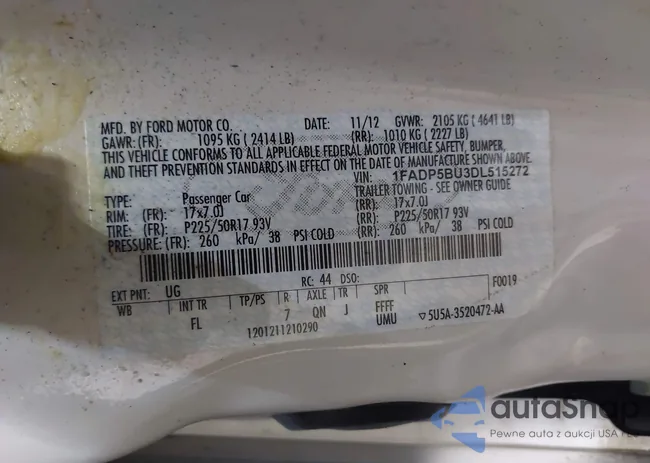 MFD. BY FORD MOTOR CO. DATE: 11/12 GVWR: 2105 KG ( 4641 LB)
GAWR: (FR): 1095 KG ( 2414 LB) (RR): 1010 KG ( 2227 LB)
THIS VEHICLE CONFORMS TO ALL APPLICABLE FEDERAL MOTOR VEHICLE SAFETY, BUMPER,
AND THEFT PREVENTION STANDARDS IN EFFECT ON THE DATE OF MANUFACTURE SHOWN ABOVE.
VIN: 1FADP5BU3DL515272
TYPE: Passenger Car TRAILER TOWING - SEE OWNER GUIDE
RIM: (FR): 17x7.0J (RR): 17x7.0J
TIRE: (FR): P225/50R17 93V (RR): P225/50R17 93V
PRESSURE: (FR): 260 kPa/ 38 PSI COLD (RR): 260 kPa/ 38 PSI COLD
EXT PNT: UG RC: 44 DSO: F0019
WB INT TR TP/PS R AXLE TR SPR
FL 7 QN J FFFF
1201211210290 UMU ▽5U5A-3520472-AA
autaSnap
Pewne auta z aukcji USA